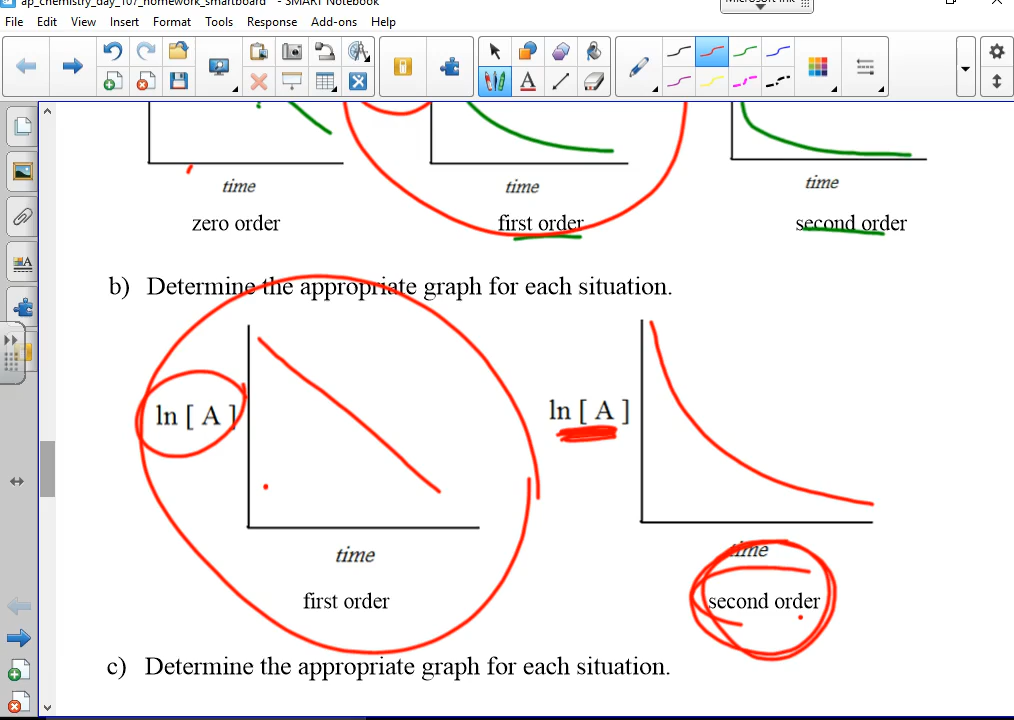 ap_chemistry_day_107_homework_smartboard * - SMART Notebook
File Edit View Insert Format Tools Response Add-ons Help
time time time
zero order first order second order
b) Determine the appropriate graph for each situation.
ln [ A ] ln [ A ]
time time
first order second order
c) Determine the appropriate graph for each situation.